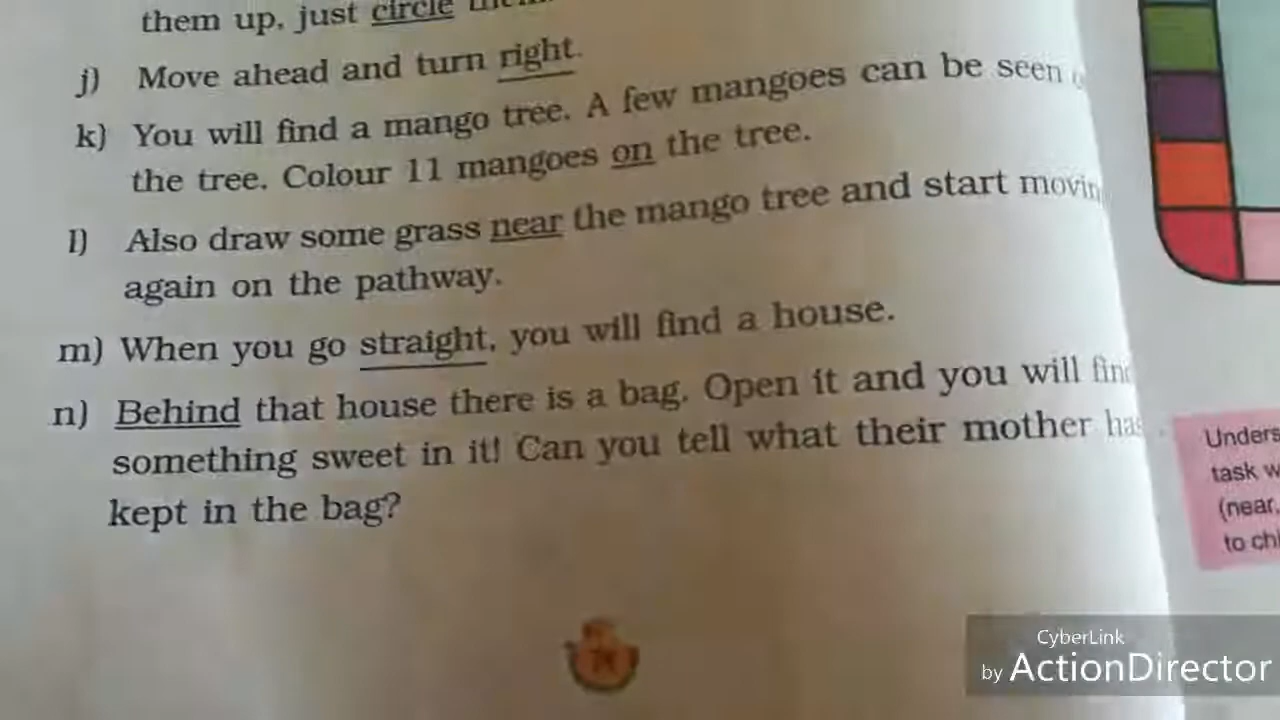 them up, just circle
j) Move ahead and turn right.
k) You will find a mango tree. A few mangoes can be seen
the tree. Colour 11 mangoes on the tree.
l) Also draw some grass near the mango tree and start movin
again on the pathway.
m) When you go straight, you will find a house.
n) Behind that house there is a bag. Open it and you will find
something sweet in it! Can you tell what their mother has
kept in the bag?
Unders
task w
(near,
to chi
CyberLink
by ActionDirector